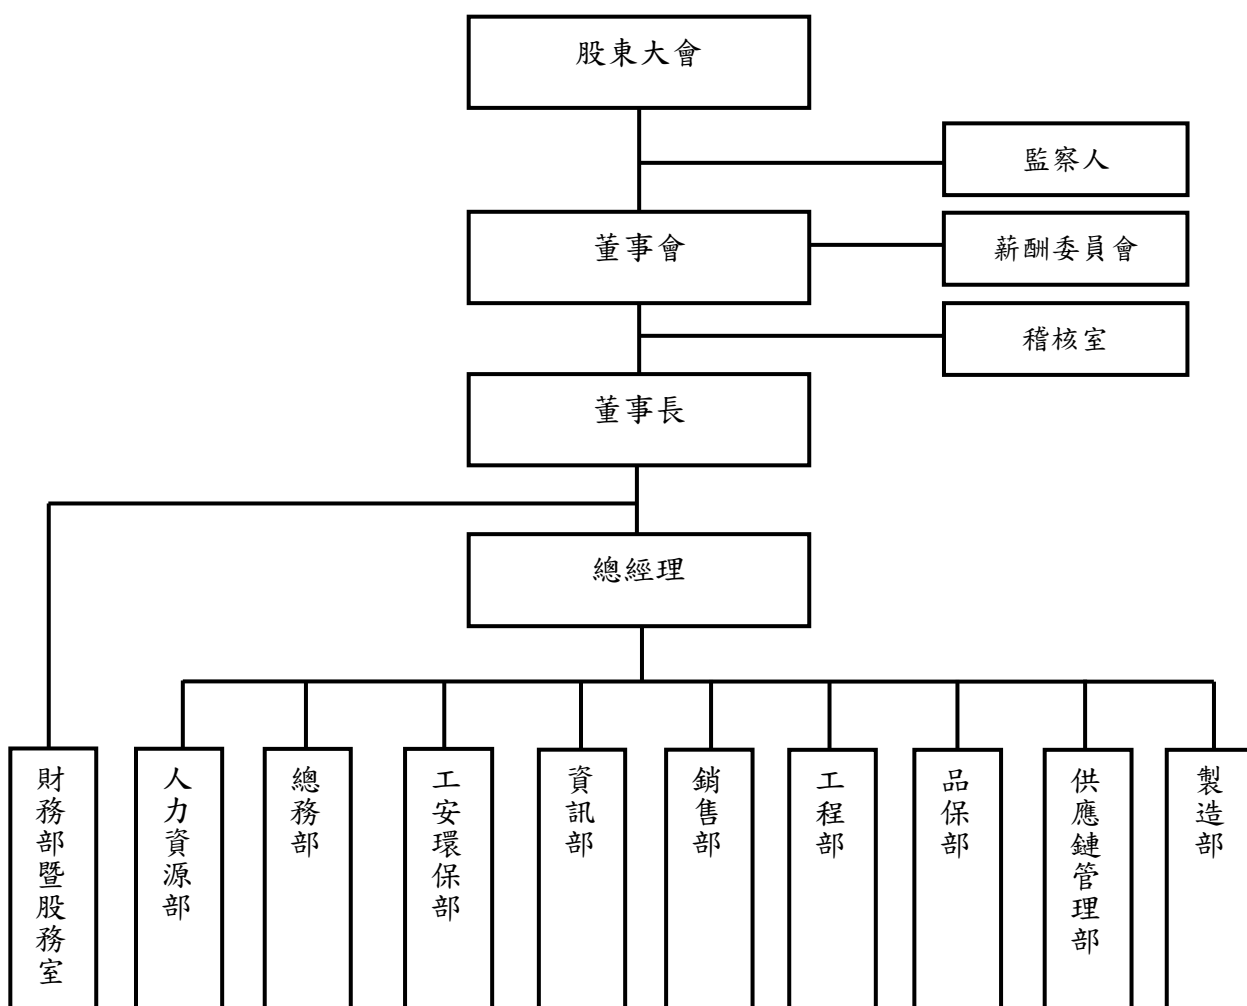 股東大會
監察人
董事會
薪酬委員會
稽核室
董事長
總經理
財務部暨股務室
人力資源部
總務部
工安環保部
資訊部
銷售部
工程部
品保部
供應鏈管理部
製造部